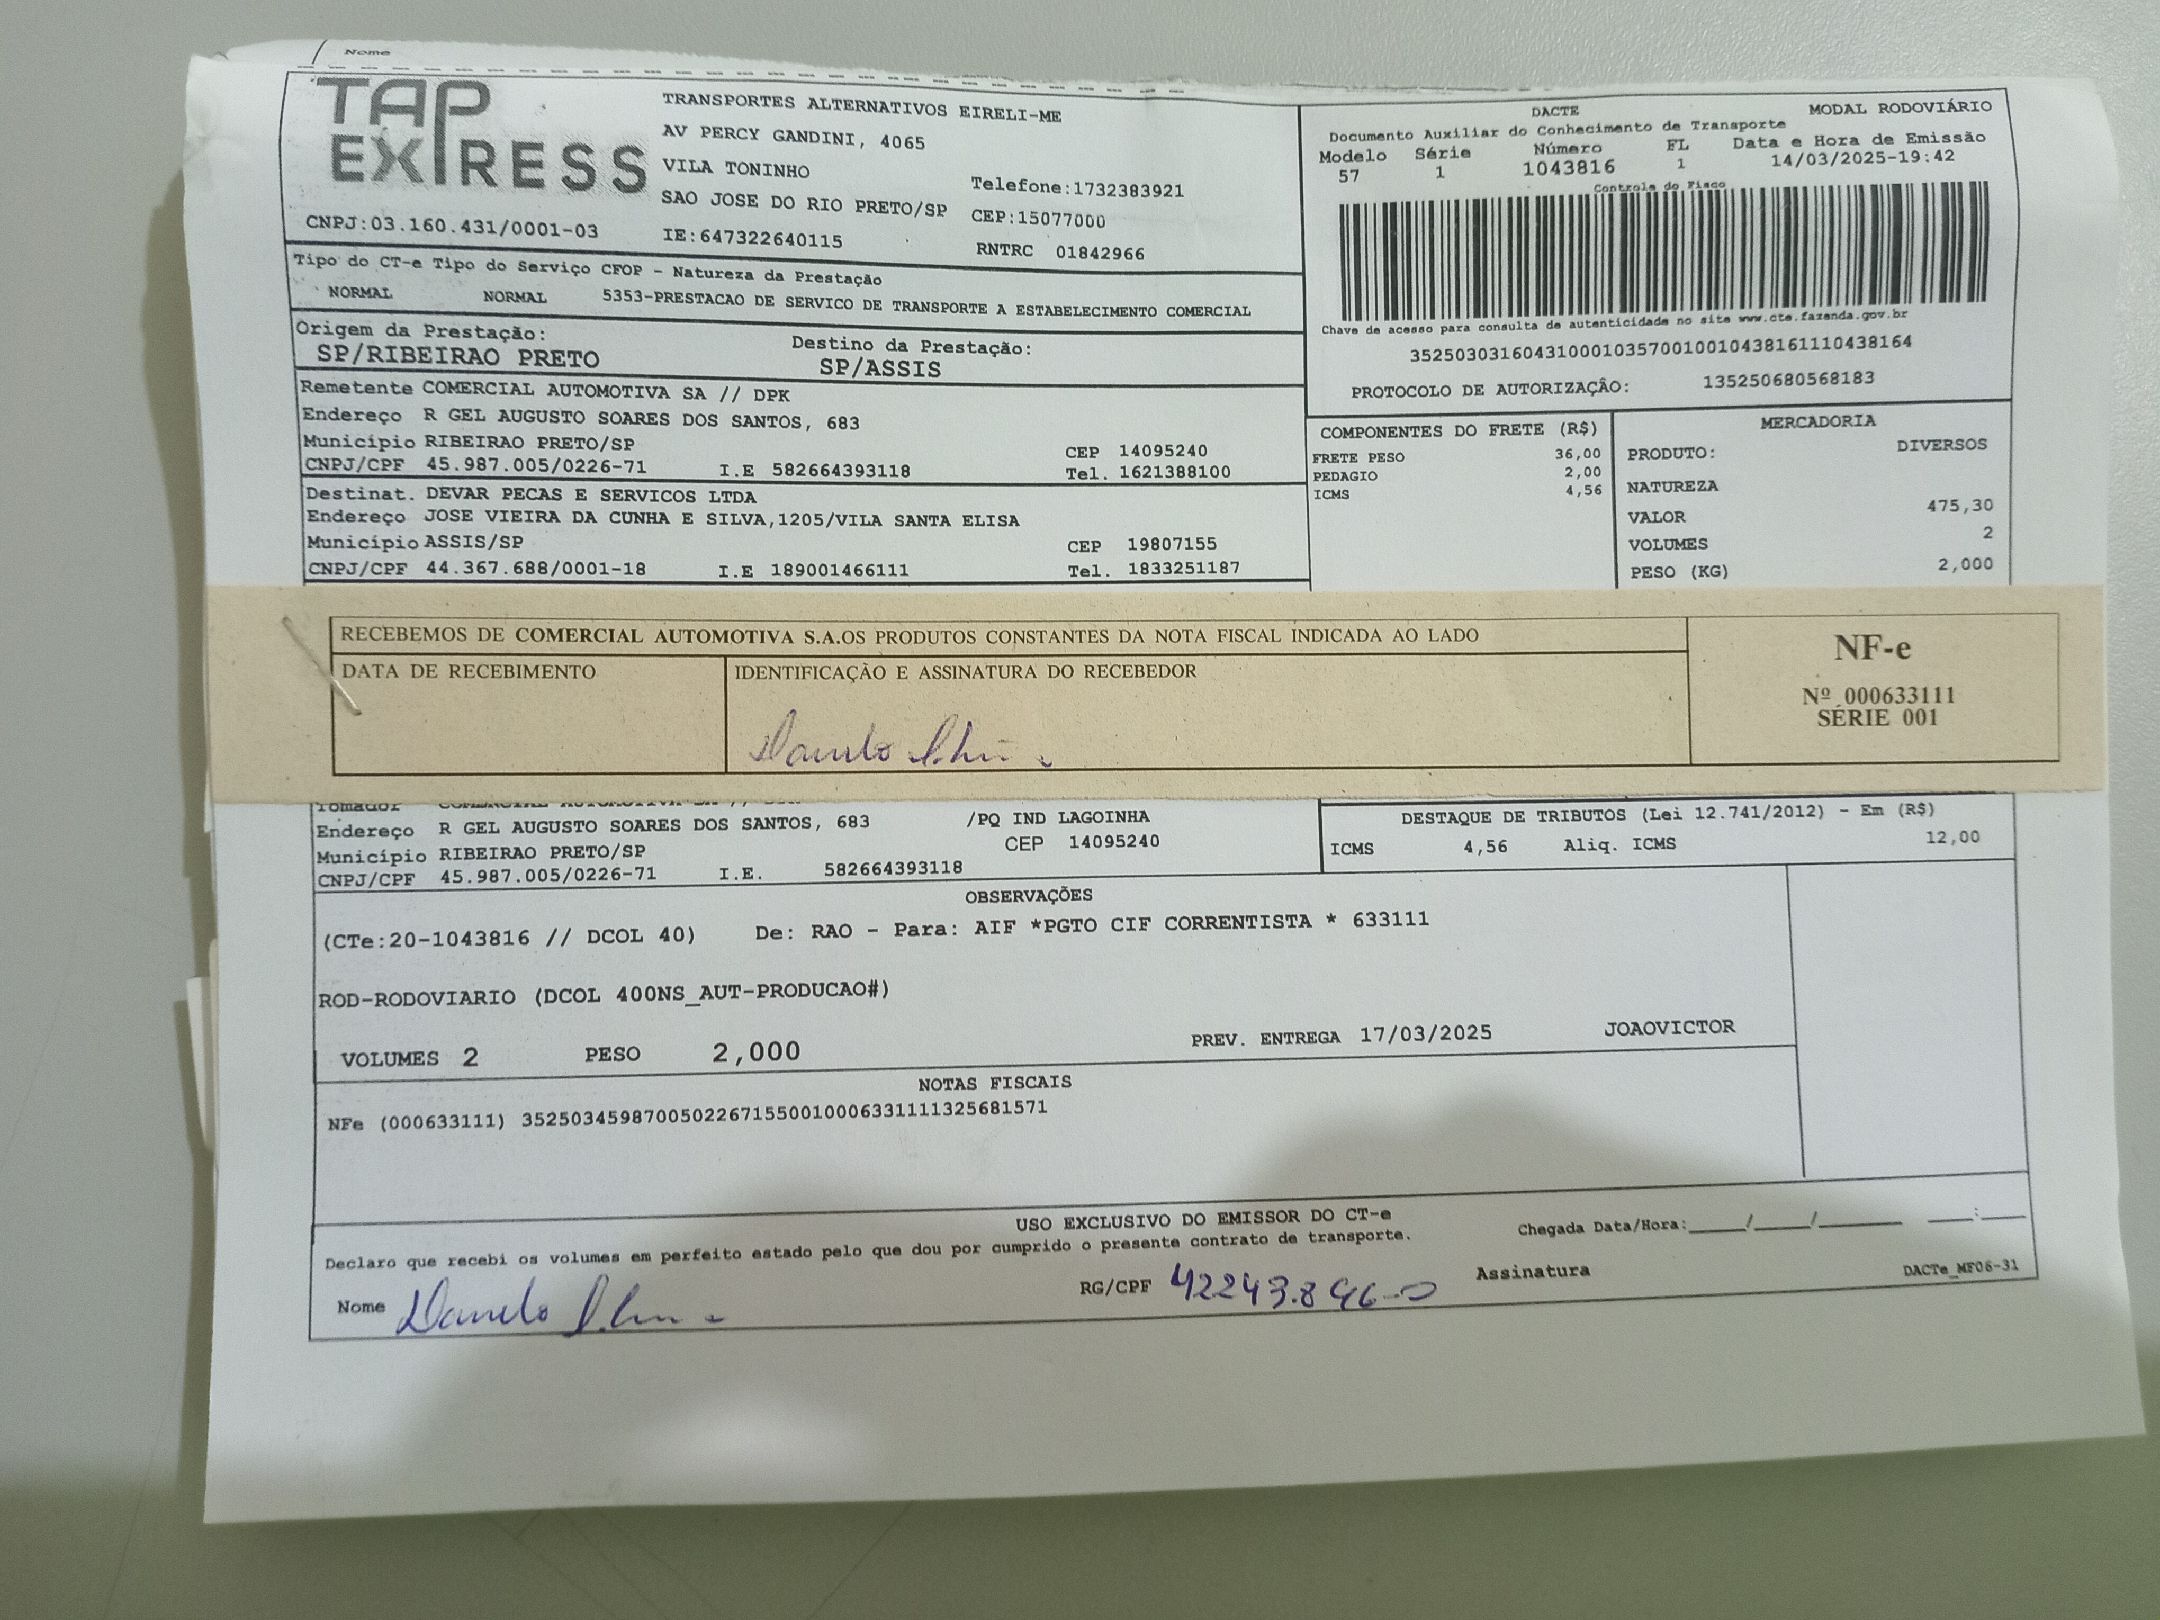 Nome
TAP EXPRESS
TRANSPORTES ALTERNATIVOS EIRELI-ME
AV PERCY GANDINI, 4065
VILA TONINHO
Telefone:1732383921
SAO JOSE DO RIO PRETO/SP CEP:15077000
CNPJ:03.160.431/0001-03 IE:647322640115 RNTRC 01842966
DACTE MODAL RODOVIÁRIO
Documento Auxiliar do Conhecimento de Transporte
Modelo Série Número FL Data e Hora de Emissão
57 1 1043816 1 14/03/2025-19:42
Controle do Fisco
Chave de acesso para consulta de autenticidade no site www.cte.fazenda.gov.br
35250303160431000103570010010438161110438164
PROTOCOLO DE AUTORIZAÇÃO: 135250680568183
Tipo do CT-e Tipo do Serviço CFOP - Natureza da Prestação
NORMAL NORMAL 5353-PRESTACAO DE SERVICO DE TRANSPORTE A ESTABELECIMENTO COMERCIAL
Origem da Prestação: Destino da Prestação:
SP/RIBEIRAO PRETO SP/ASSIS
Remetente COMERCIAL AUTOMOTIVA SA // DPK
Endereço R GEL AUGUSTO SOARES DOS SANTOS, 683
Município RIBEIRAO PRETO/SP CEP 14095240
CNPJ/CPF 45.987.005/0226-71 I.E 582664393118 Tel. 1621388100
Destinat. DEVAR PECAS E SERVICOS LTDA
Endereço JOSE VIEIRA DA CUNHA E SILVA,1205/VILA SANTA ELISA
Município ASSIS/SP CEP 19807155
CNPJ/CPF 44.367.688/0001-18 I.E 189001466111 Tel. 1833251187
COMPONENTES DO FRETE (R$)
FRETE PESO 36,00
PEDAGIO 2,00
ICMS 4,56
MERCADORIA
PRODUTO: DIVERSOS
NATUREZA
VALOR 475,30
VOLUMES 2
PESO (KG) 2,000
RECEBEMOS DE COMERCIAL AUTOMOTIVA S.A.OS PRODUTOS CONSTANTES DA NOTA FISCAL INDICADA AO LADO
DATA DE RECEBIMENTO IDENTIFICAÇÃO E ASSINATURA DO RECEBEDOR
Danilo
NF-e
Nº 000633111
SÉRIE 001
Tomador
Endereço R GEL AUGUSTO SOARES DOS SANTOS, 683 /PQ IND LAGOINHA
Município RIBEIRAO PRETO/SP CEP 14095240
CNPJ/CPF 45.987.005/0226-71 I.E. 582664393118
DESTAQUE DE TRIBUTOS (Lei 12.741/2012) - Em (R$)
ICMS 4,56 Aliq. ICMS 12,00
OBSERVAÇÕES
(CTe:20-1043816 // DCOL 40) De: RAO - Para: AIF *PGTO CIF CORRENTISTA * 633111
ROD-RODOVIARIO (DCOL 400NS_AUT-PRODUCAO#)
VOLUMES 2 PESO 2,000 PREV. ENTREGA 17/03/2025 JOAOVICTOR
NOTAS FISCAIS
NFe (000633111) 35250345987005022671550010006331111325681571
USO EXCLUSIVO DO EMISSOR DO CT-e
Declaro que recebi os volumes em perfeito estado pelo que dou por cumprido o presente contrato de transporte. Chegada Data/Hora:____/____/______ ____:____
Nome Danilo RG/CPF Assinatura
DACTe_MF06-31